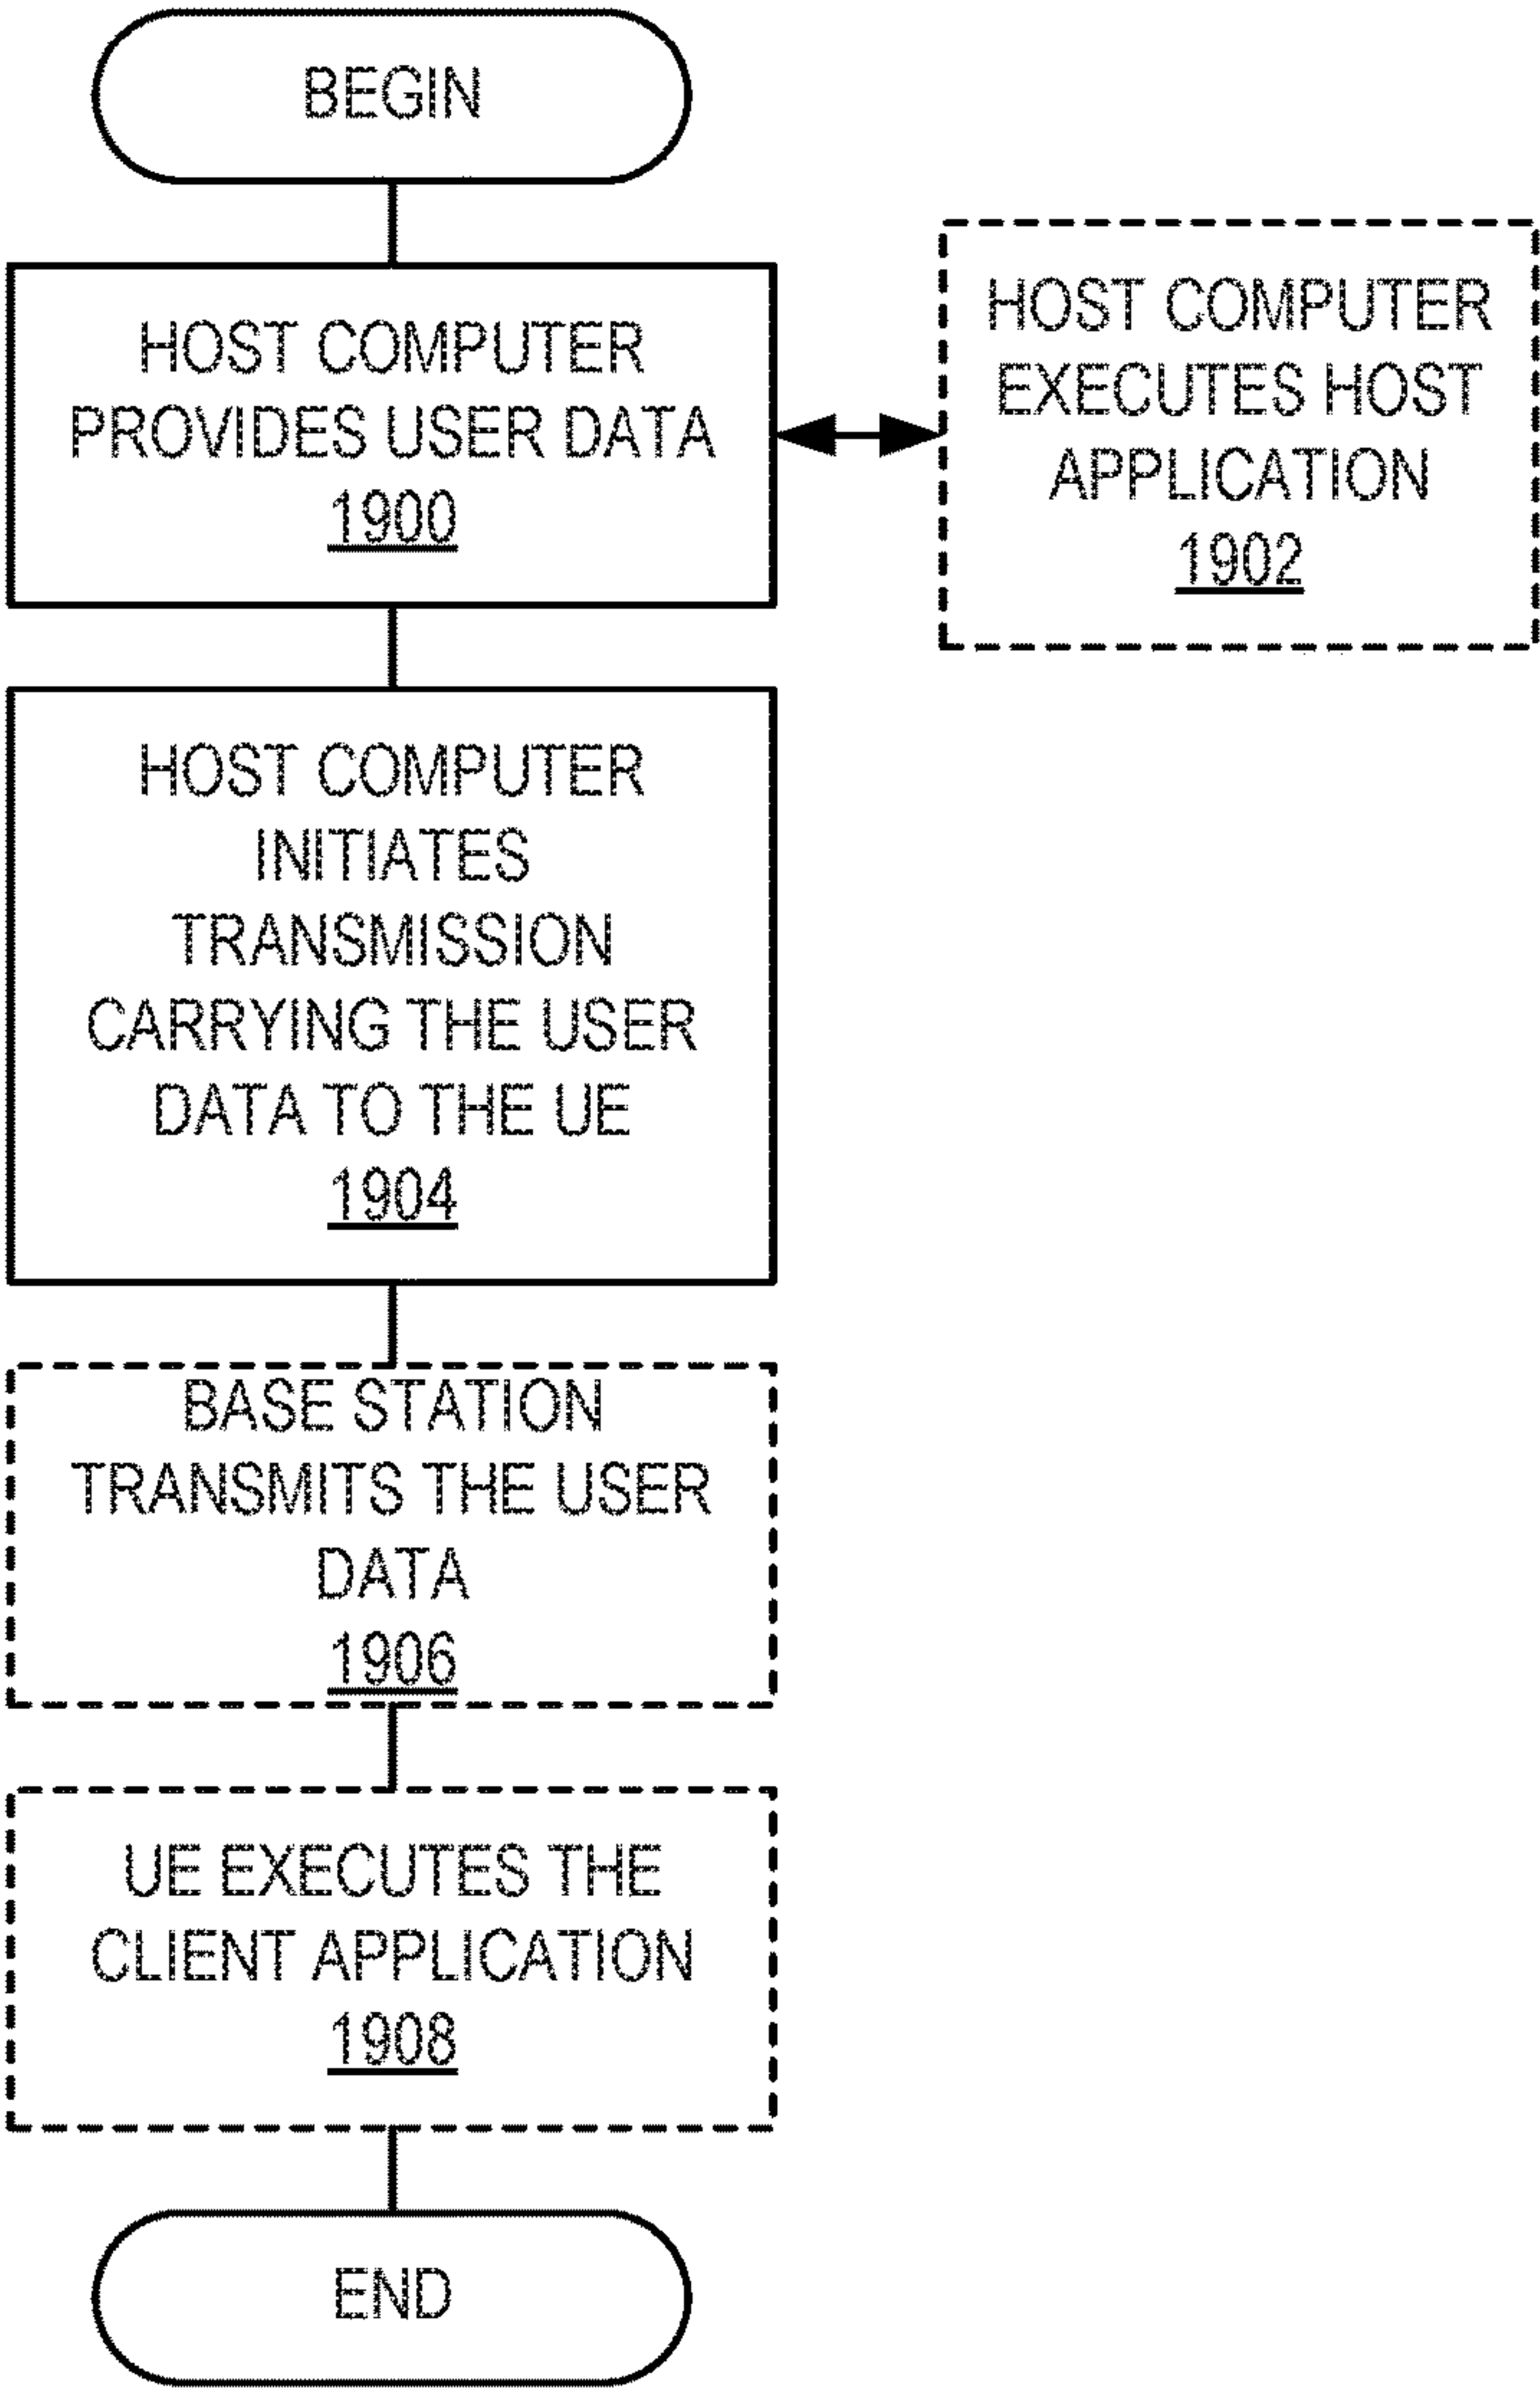 BEGIN
HOST COMPUTER
PROVIDES USER DATA
1900
HOST COMPUTER
EXECUTES HOST
APPLICATION
1902
HOST COMPUTER
INITIATES
TRANSMISSION
CARRYING THE USER
DATA TO THE UE
1904
BASE STATION
TRANSMITS THE USER
DATA
1906
UE EXECUTES THE
CLIENT APPLICATION
1908
END